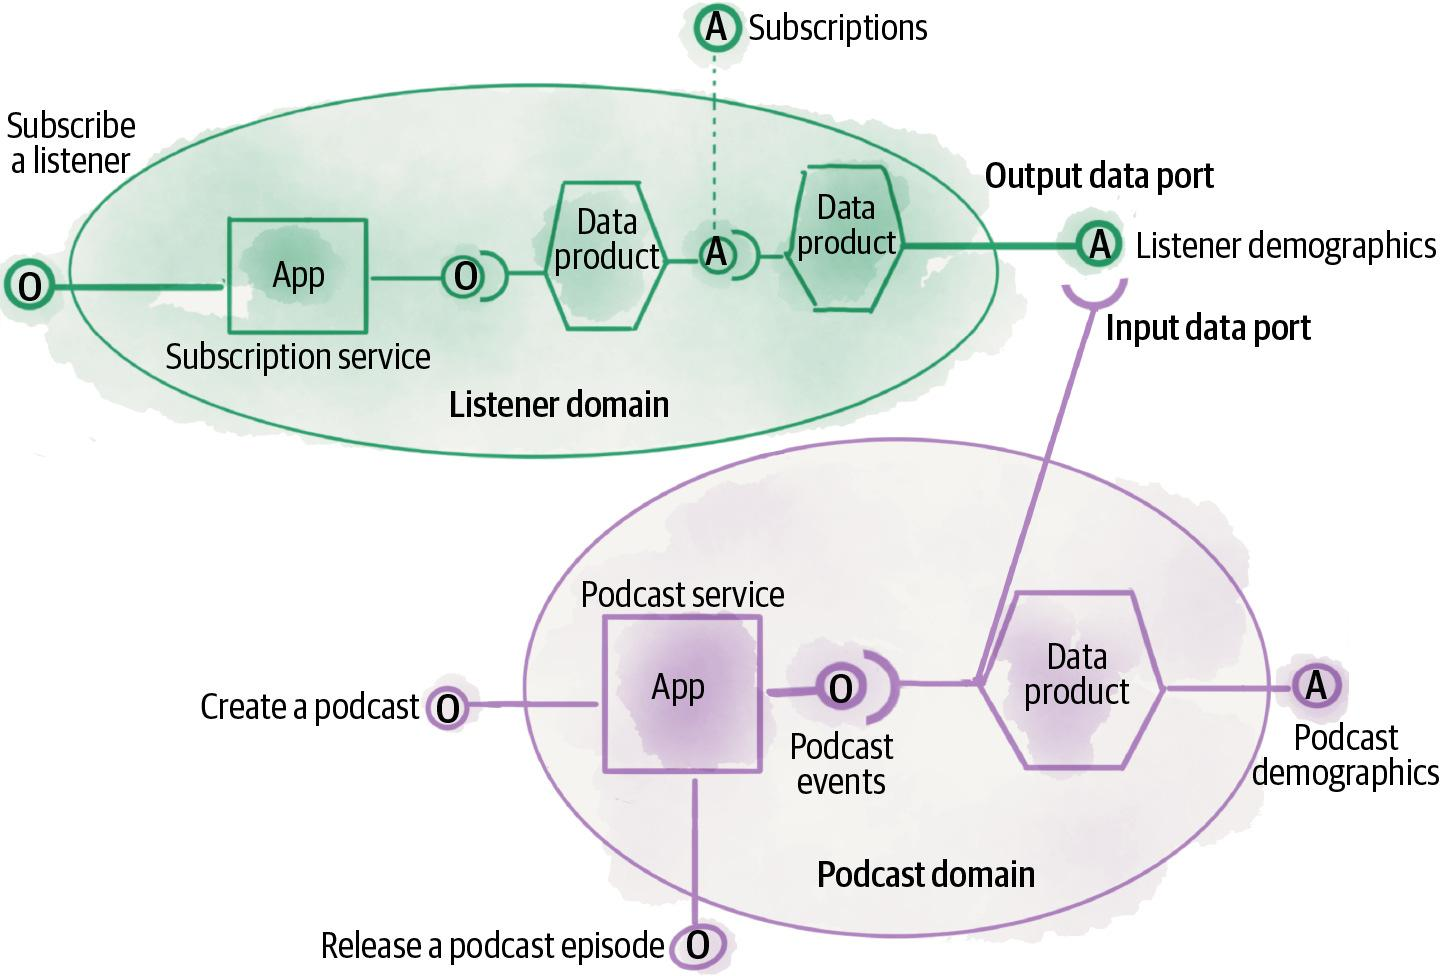 A Subscriptions
Subscribe
a listener
Output data port
O
App
O
Data
product
A
Data
product
A Listener demographics
Subscription service
Input data port
Listener domain
Podcast service
Create a podcast O
App
O
Podcast
events
Data
product
A
Podcast
demographics
Podcast domain
Release a podcast episode O